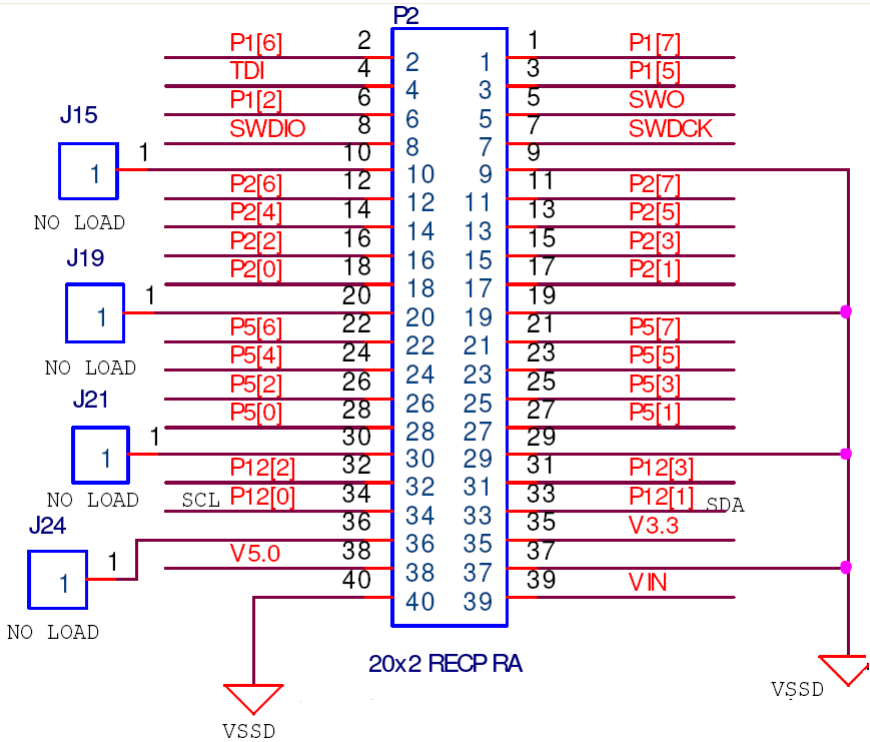 P2
P1[6] 2 2 1 1 P1[7]
TDI 4 4 3 3 P1[5]
P1[2] 6 6 5 5 SWO
SWDIO 8 8 7 7 SWDCK
J15
1 1 10 10 9 9
NO LOAD
P2[6] 12 12 11 11 P2[7]
P2[4] 14 14 13 13 P2[5]
P2[2] 16 16 15 15 P2[3]
P2[0] 18 18 17 17 P2[1]
J19
1 1 20 20 19 19
NO LOAD
P5[6] 22 22 21 21 P5[7]
P5[4] 24 24 23 23 P5[5]
P5[2] 26 26 25 25 P5[3]
P5[0] 28 28 27 27 P5[1]
J21
1 1 30 30 29 29
NO LOAD
P12[2] 32 32 31 31 P12[3]
SCL P12[0] 34 34 33 33 P12[1] SDA
J24
1 1 36 36 35 35 V3.3
NO LOAD
V5.0 38 38 37 37
40 40 39 39 VIN
20x2 RECP RA
VSSD
VSSD